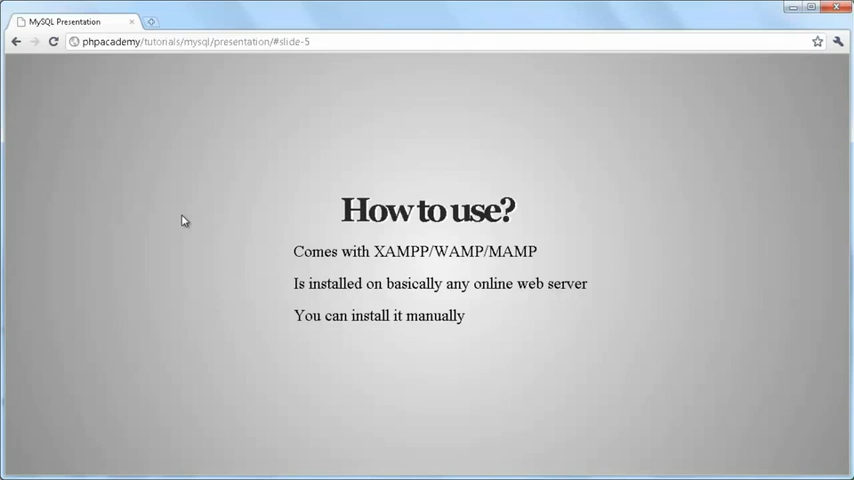 MySQL Presentation
phpacademy/tutorials/mysql/presentation/#slide-5
How to use?
Comes with XAMPP/WAMP/MAMP
Is installed on basically any online web server
You can install it manually